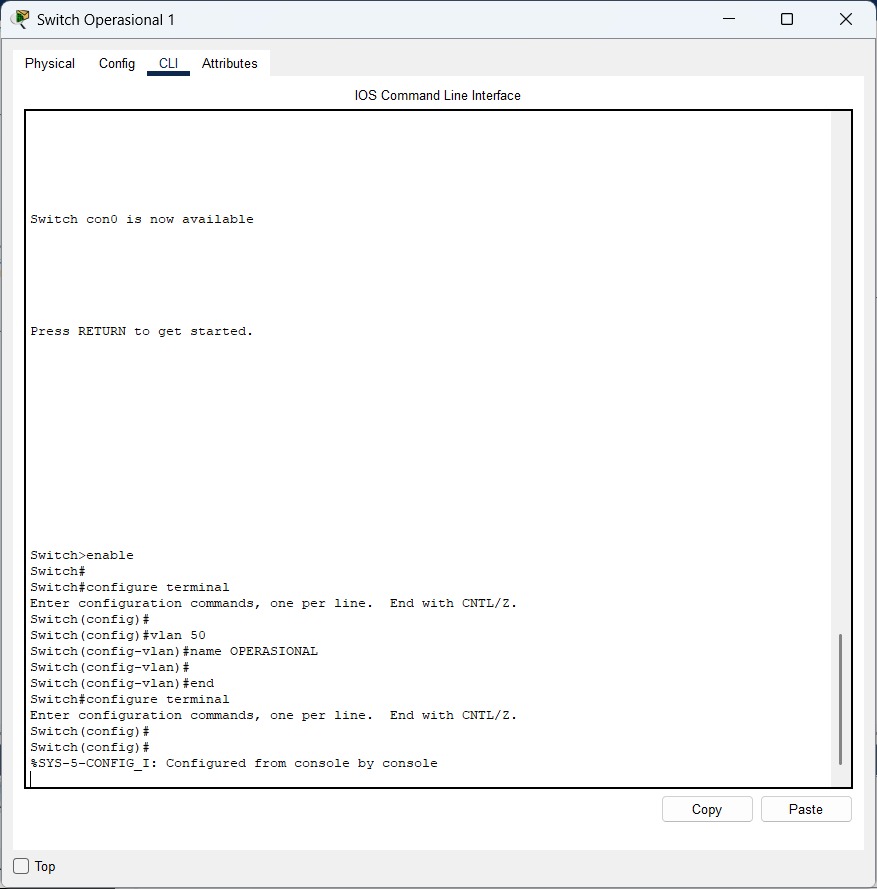 Switch Operasional 1
Physical Config CLI Attributes
IOS Command Line Interface
Switch con0 is now available
Press RETURN to get started.
Switch>enable
Switch#
Switch#configure terminal
Enter configuration commands, one per line.  End with CNTL/Z.
Switch(config)#
Switch(config)#vlan 50
Switch(config-vlan)#name OPERASIONAL
Switch(config-vlan)#
Switch(config-vlan)#end
Switch#configure terminal
Enter configuration commands, one per line.  End with CNTL/Z.
Switch(config)#
Switch(config)#
%SYS-5-CONFIG_I: Configured from console by console
Copy Paste
Top